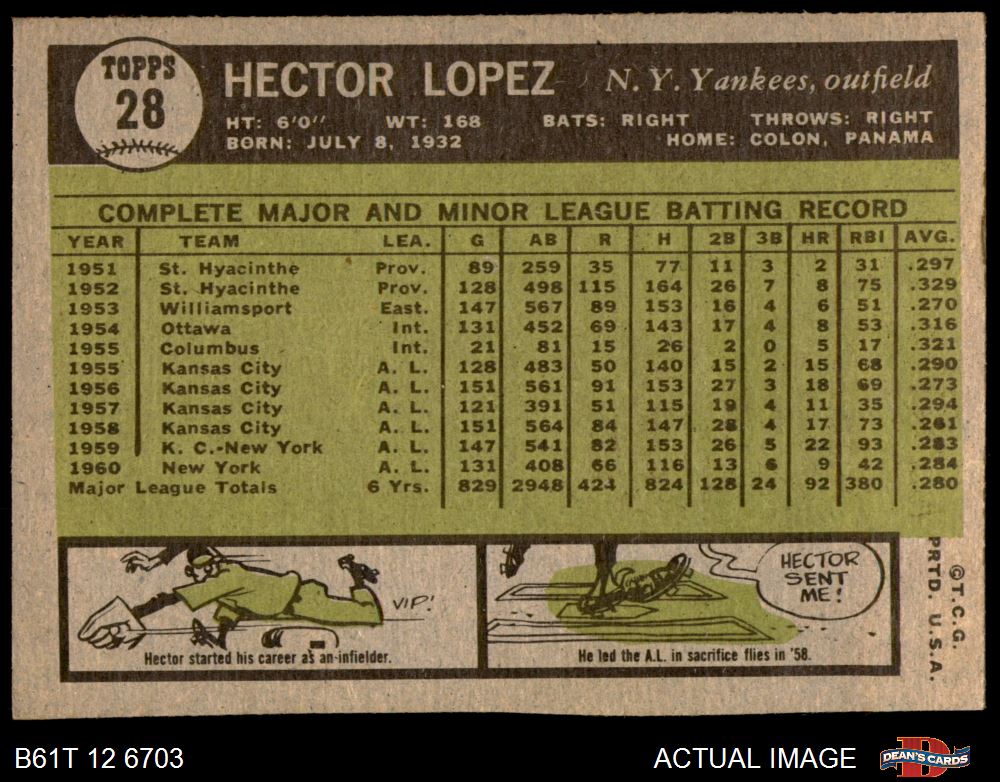 TOPPS
28
HECTOR LOPEZ N. Y. Yankees, outfield
HT: 6'0" WT: 168 BATS: RIGHT THROWS: RIGHT
BORN: JULY 8, 1932 HOME: COLON, PANAMA
COMPLETE MAJOR AND MINOR LEAGUE BATTING RECORD
YEAR TEAM LEA. G AB R H 2B 3B HR RBI AVG.
1951 St. Hyacinthe Prov. 89 259 35 77 11 3 2 31 .297
1952 St. Hyacinthe Prov. 128 498 115 164 26 7 8 75 .329
1953 Williamsport East. 147 567 89 153 16 4 6 51 .270
1954 Ottawa Int. 131 452 69 143 17 4 8 53 .316
1955 Columbus Int. 21 81 15 26 2 0 5 17 .321
1955 Kansas City A. L. 128 483 50 140 15 2 15 68 .290
1956 Kansas City A. L. 151 561 91 153 27 3 18 69 .273
1957 Kansas City A. L. 121 391 51 115 19 4 11 35 .294
1958 Kansas City A. L. 151 564 84 147 28 4 17 73 .261
1959 K. C.-New York A. L. 147 541 82 153 26 5 22 93 .283
1960 New York A. L. 131 408 66 116 13 6 9 42 .284
Major League Totals 6 Yrs. 829 2948 424 824 128 24 92 380 .280
VIP!
Hector started his career as an infielder.
HECTOR
SENT
ME!
He led the A.L. in sacrifice flies in '58.
©T.C.G.
PRTD. U.S.A.
B61T 12 6703 ACTUAL IMAGE DEAN'S CARDS